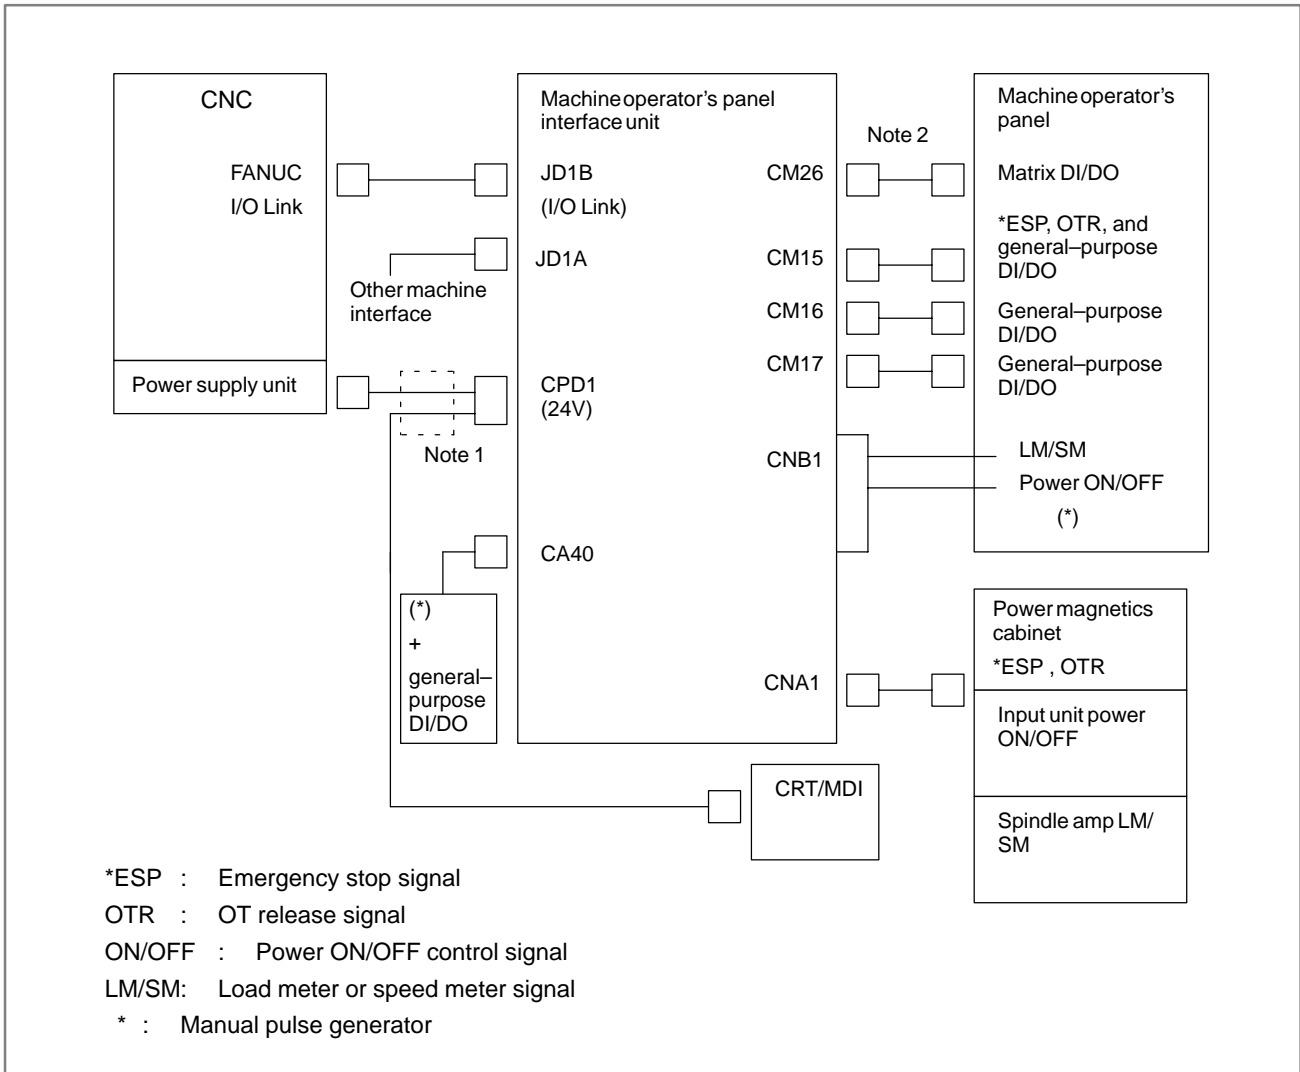 CNC
FANUC
I/O Link
Power supply unit
Other machine
interface
Note 1
Machine operator's panel
interface unit
JD1B
(I/O Link)
JD1A
CPD1
(24V)
CA40
CM26
CM15
CM16
CM17
CNB1
CNA1
Note 2
Machine operator's
panel
Matrix DI/DO
*ESP, OTR, and
general–purpose
DI/DO
General–purpose
DI/DO
General–purpose
DI/DO
LM/SM
Power ON/OFF
(*)
(*)
+
general–
purpose
DI/DO
Power magnetics
cabinet
*ESP , OTR
Input unit power
ON/OFF
Spindle amp LM/
SM
CRT/MDI
*ESP : Emergency stop signal
OTR : OT release signal
ON/OFF : Power ON/OFF control signal
LM/SM: Load meter or speed meter signal
* : Manual pulse generator